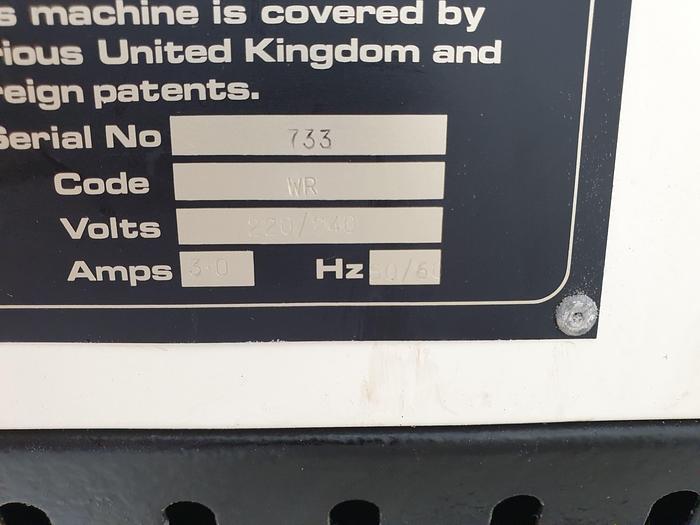 s machine is covered by
rious United Kingdom and
reign patents.
Serial No 733
Code WR
Volts 220/240
Amps 3.0 Hz 50/60